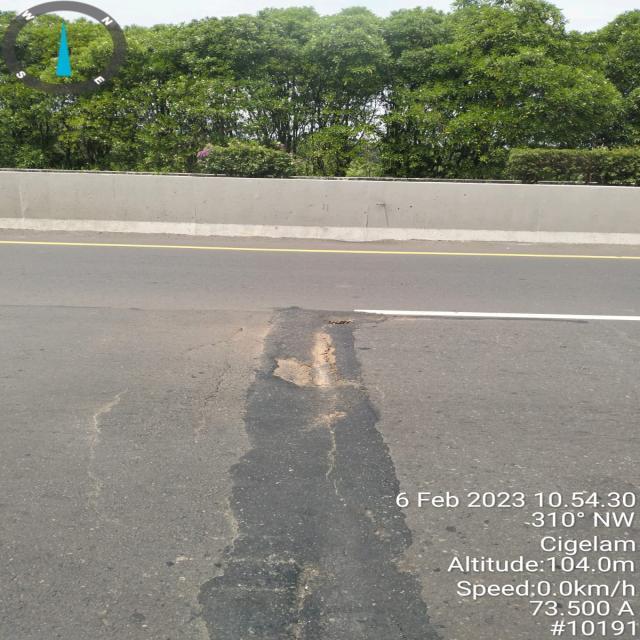 W N
S E
6 Feb 2023 10.54.30
310° NW
Cigelam
Altitude:104.0m
Speed:0.0km/h
73.500 A
#10191